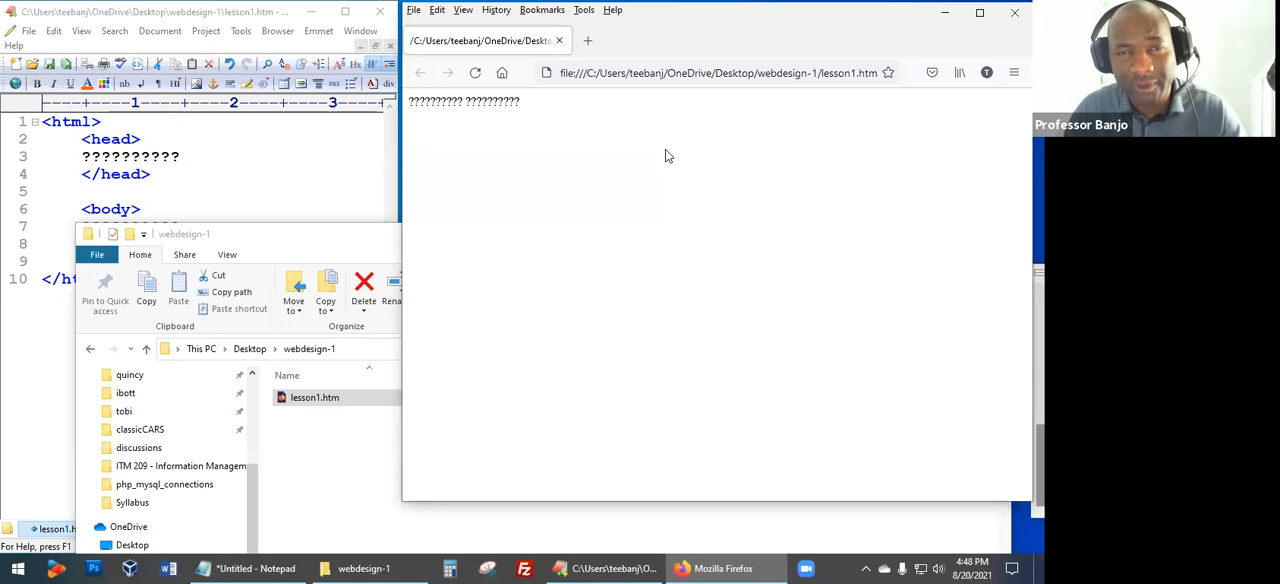 C:\Users\teebanj\OneDrive\Desktop\webdesign-1\lesson1.htm - ...
File Edit View Search Document Project Tools Browser Emmet Window
Help
----+----1----+----2----+----3----+
1 <html>
2 <head>
3 ??????????
4 </head>
5
6 <body>
7
8
9
10 </ht
File Edit View History Bookmarks Tools Help
/C:/Users/teebanj/OneDrive/Deskto
file:///C:/Users/teebanj/OneDrive/Desktop/webdesign-1/lesson1.htm
?????????? ??????????
Professor Banjo
webdesign-1
File Home Share View
Pin to Quick access
Copy
Paste
Cut
Copy path
Paste shortcut
Clipboard
Move to
Copy to
Delete
Rena
Organize
This PC > Desktop > webdesign-1
Name
lesson1.htm
quincy
ibott
tobi
classicCARS
discussions
ITM 209 - Information Managem
php_mysql_connections
Syllabus
OneDrive
Desktop
lesson1.h
For Help, press F1
*Untitled - Notepad
webdesign-1
C:\Users\teebanj\O...
Mozilla Firefox
4:48 PM
8/20/2021